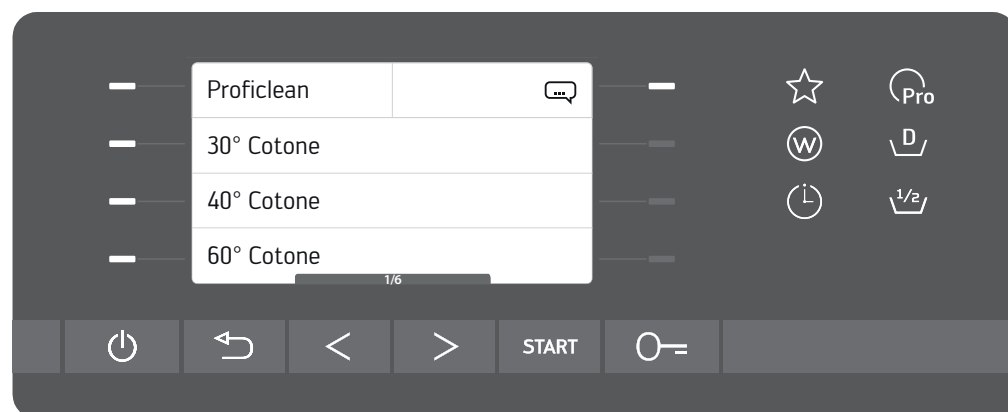 Proficlean ...
30° Cotone
40° Cotone
60° Cotone
1/6
Pro
W
D
1/2
START